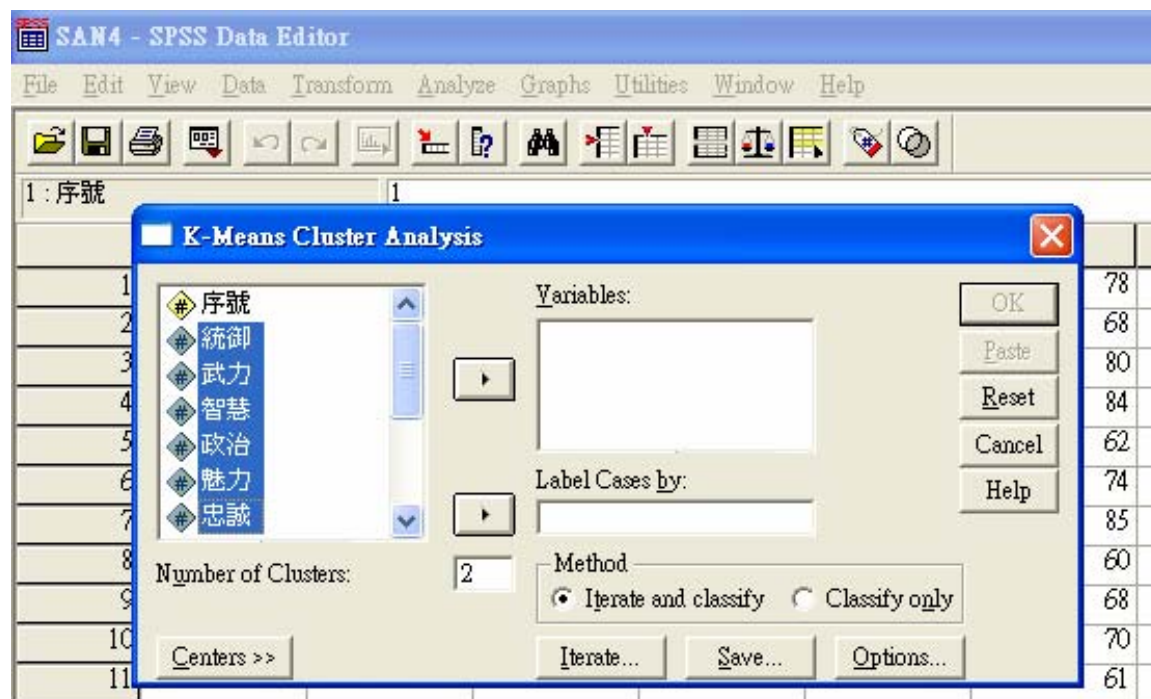 SPSS
SAN4 - SPSS Data Editor
File Edit View Data Transform Analyze Graphs Utilities Window Help
1 : 序號 1
K-Means Cluster Analysis
序號
統御
武力
智慧
政治
魅力
忠誠
Variables:
Label Cases by:
OK
Paste
Reset
Cancel
Help
Number of Clusters: 2
Method
Iterate and classify Classify only
Centers >> Iterate... Save... Options...
1 78
2 68
3 80
4 84
5 62
6 74
7 85
8 60
9 68
10 70
11 61